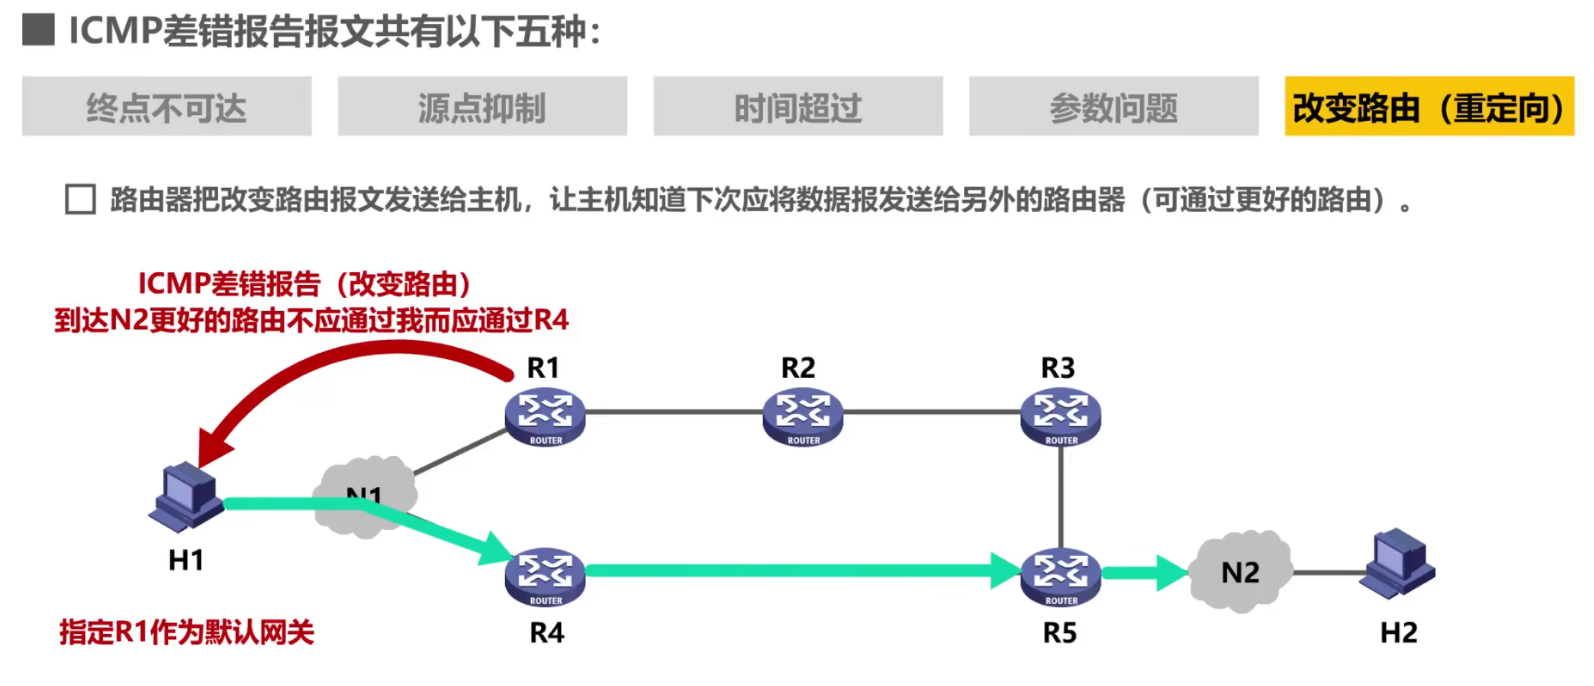 ICMP差错报告报文共有以下五种：
终点不可达
源点抑制
时间超过
参数问题
改变路由（重定向）
路由器把改变路由报文发送给主机，让主机知道下次应将数据报发送给另外的路由器（可通过更好的路由）。
ICMP差错报告（改变路由）
到达N2更好的路由不应通过我而应通过R4
R1
R2
R3
ROUTER
ROUTER
ROUTER
N1
H1
ROUTER
ROUTER
N2
指定R1作为默认网关
R4
R5
H2